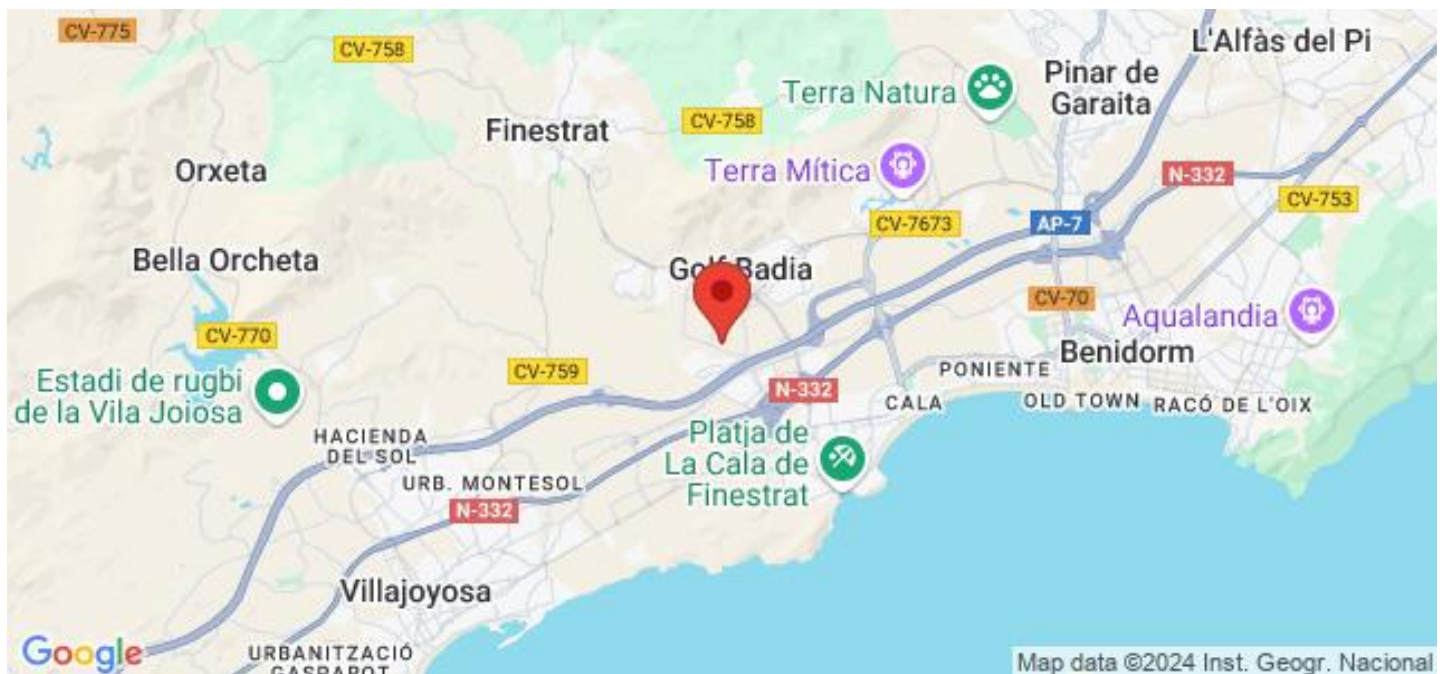 CV-775
CV-758
L'Alfàs del Pi
Terra Natura
Pinar de
Garaita
Finestrat
CV-758
Orxeta
Terra Mítica
N-332
CV-753
CV-7673
AP-7
Bella Orcheta
Golf Badia
CV-70
Aqualandia
CV-770
Benidorm
CV-759
PONIENTE
Estadi de rugbi
de la Vila Joiosa
N-332
CALA
OLD TOWN
RACÓ DE L'OIX
HACIENDA
DEL SOL
Platja de
La Cala de
Finestrat
URB. MONTESOL
N-332
Villajoyosa
Google
URBANITZACIÓ
GASPAROT
Map data ©2024 Inst. Geogr. Nacional